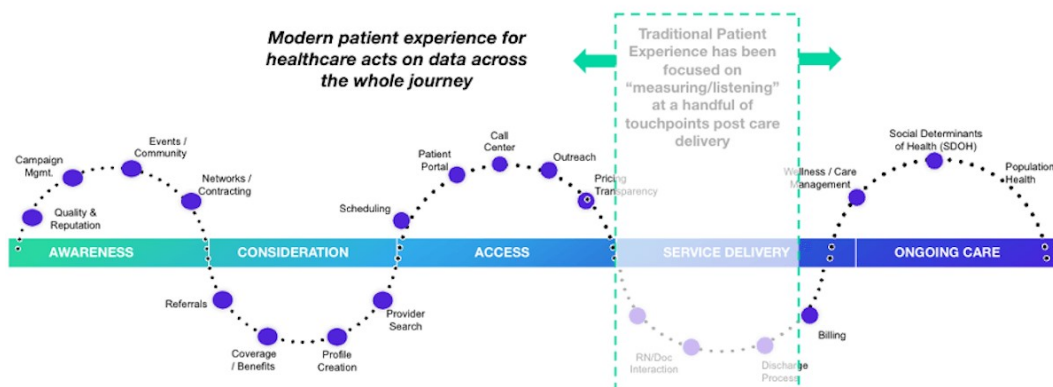 Modern patient experience for
healthcare acts on data across
the whole journey
Traditional Patient
Experience has been
focused on
"measuring/listening"
at a handful of
touchpoints post care
delivery
Quality &
Reputation
Campaign
Mgmt.
Events /
Community
Networks /
Contracting
Referrals
Coverage
/ Benefits
Profile
Creation
Provider
Search
Scheduling
Patient
Portal
Call
Center
Outreach
Pricing
Transparency
RN/Doc
Interaction
Discharge
Process
Billing
Wellness / Care
Management
Social Determinants
of Health (SDOH)
Population
Health
AWARENESS
CONSIDERATION
ACCESS
SERVICE DELIVERY
ONGOING CARE